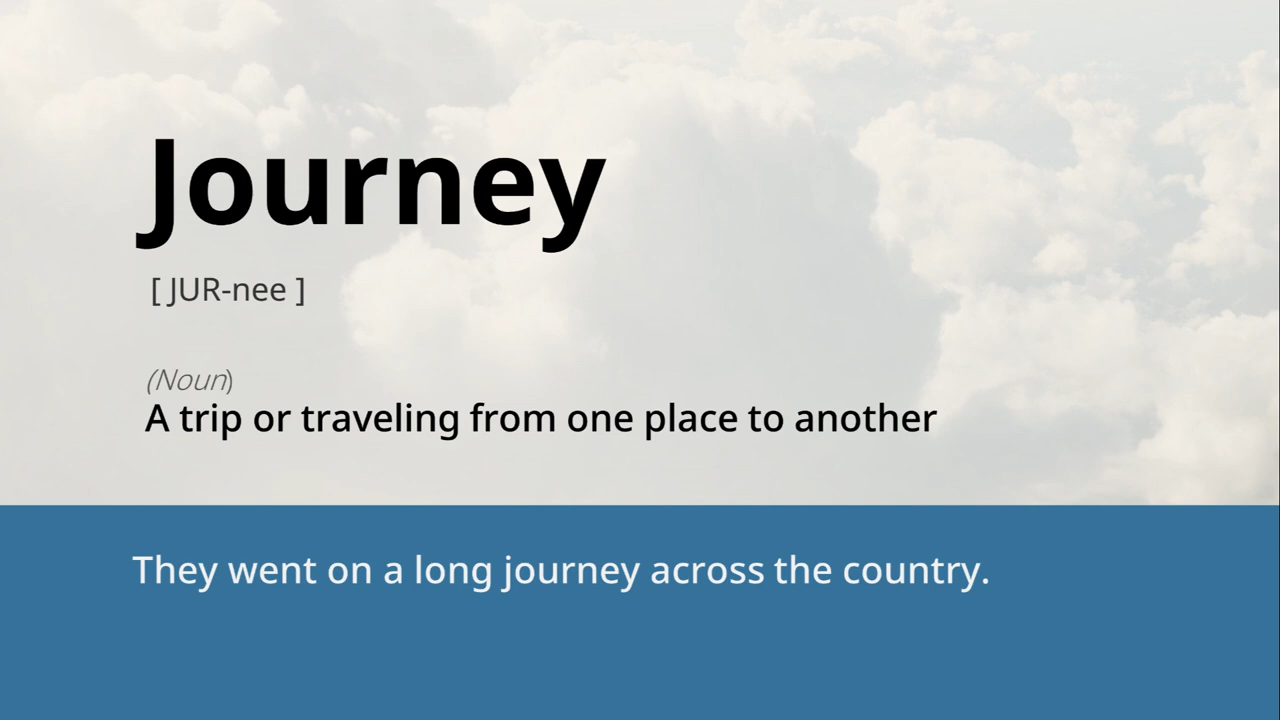 Journey
[ JUR-nee ]
(Noun)
A trip or traveling from one place to another
They went on a long journey across the country.